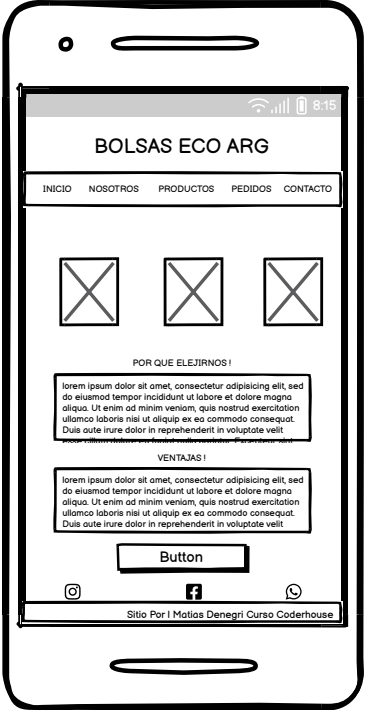 8:15
BOLSAS ECO ARG
INICIO NOSOTROS PRODUCTOS PEDIDOS CONTACTO
POR QUE ELEJIRNOS !
lorem ipsum dolor sit amet, consectetur adipisicing elit, sed
do eiusmod tempor incididunt ut labore et dolore magna
aliqua. Ut enim ad minim veniam, quis nostrud exercitation
ullamco laboris nisi ut aliquip ex ea commodo consequat.
Duis aute irure dolor in reprehenderit in voluptate velit
VENTAJAS !
lorem ipsum dolor sit amet, consectetur adipisicing elit, sed
do eiusmod tempor incididunt ut labore et dolore magna
aliqua. Ut enim ad minim veniam, quis nostrud exercitation
ullamco laboris nisi ut aliquip ex ea commodo consequat.
Duis aute irure dolor in reprehenderit in voluptate velit
Button
Sitio Por | Matias Denegri Curso Coderhouse